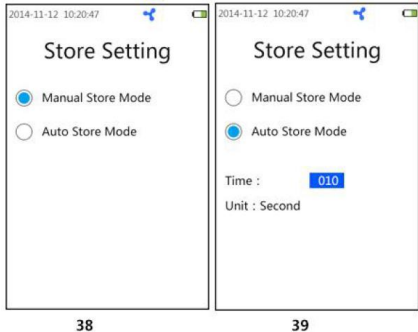 2014-11-12 10:20:47
Store Setting
Manual Store Mode
Auto Store Mode
38
2014-11-12 10:20:47
Store Setting
Manual Store Mode
Auto Store Mode
Time : 010
Unit : Second
39